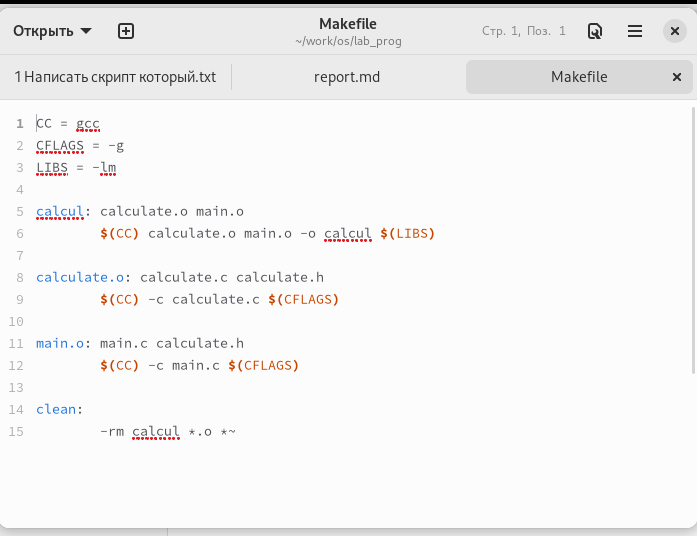 Открыть
Makefile
~/work/os/lab_prog
Стр. 1, Поз. 1
1 Написать скрипт который.txt
report.md
Makefile
1 CC = gcc
2 CFLAGS = -g
3 LIBS = -lm
4
5 calcul: calculate.o main.o
6 $(CC) calculate.o main.o -o calcul $(LIBS)
7
8 calculate.o: calculate.c calculate.h
9 $(CC) -c calculate.c $(CFLAGS)
10
11 main.o: main.c calculate.h
12 $(CC) -c main.c $(CFLAGS)
13
14 clean:
15 -rm calcul *.o *~